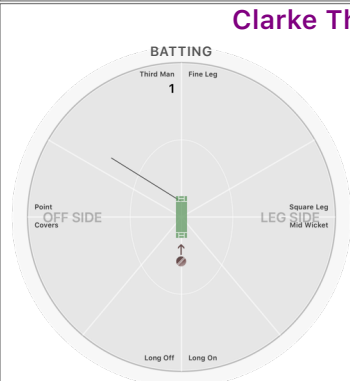 Clarke Th
BATTING
Third Man Fine Leg
1
Point Square Leg
OFF SIDE LEG SIDE
Covers Mid Wicket
Long Off Long On